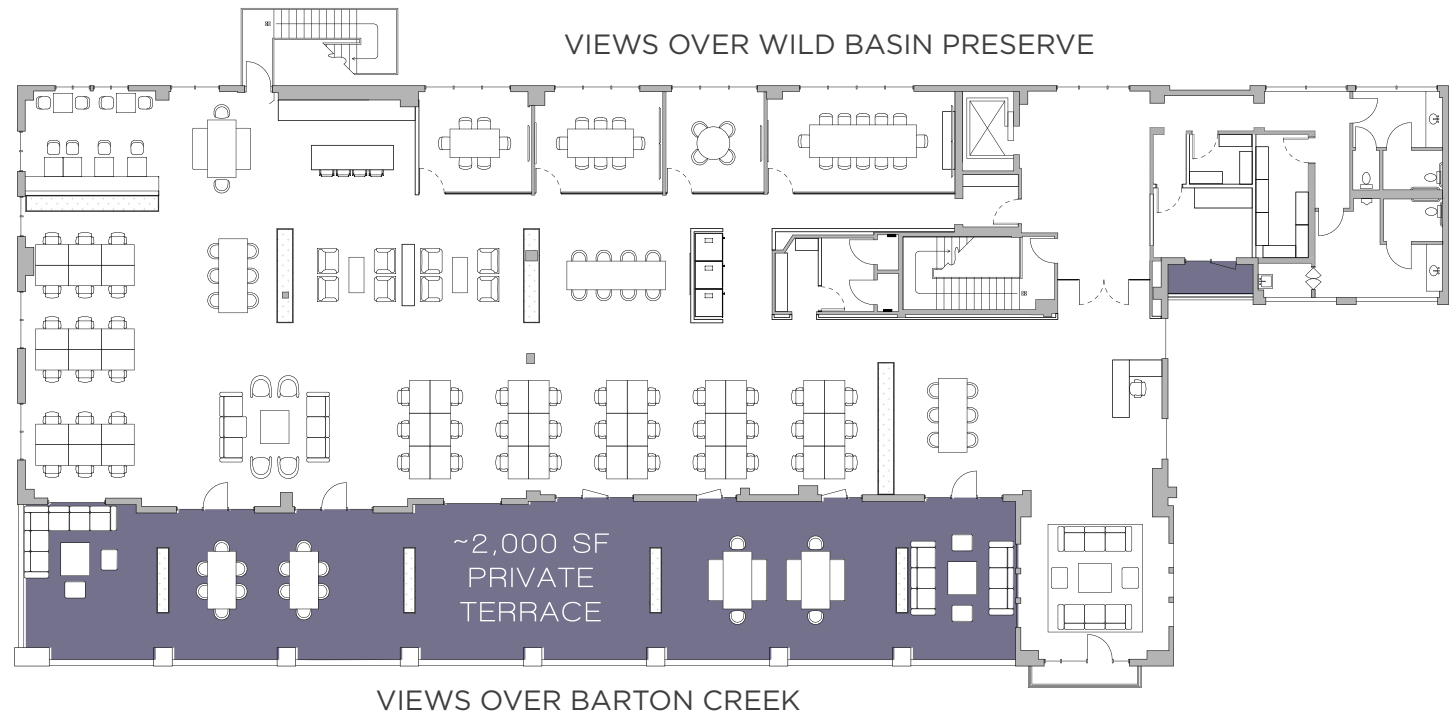 VIEWS OVER WILD BASIN PRESERVE
~2,000 SF
PRIVATE
TERRACE
VIEWS OVER BARTON CREEK